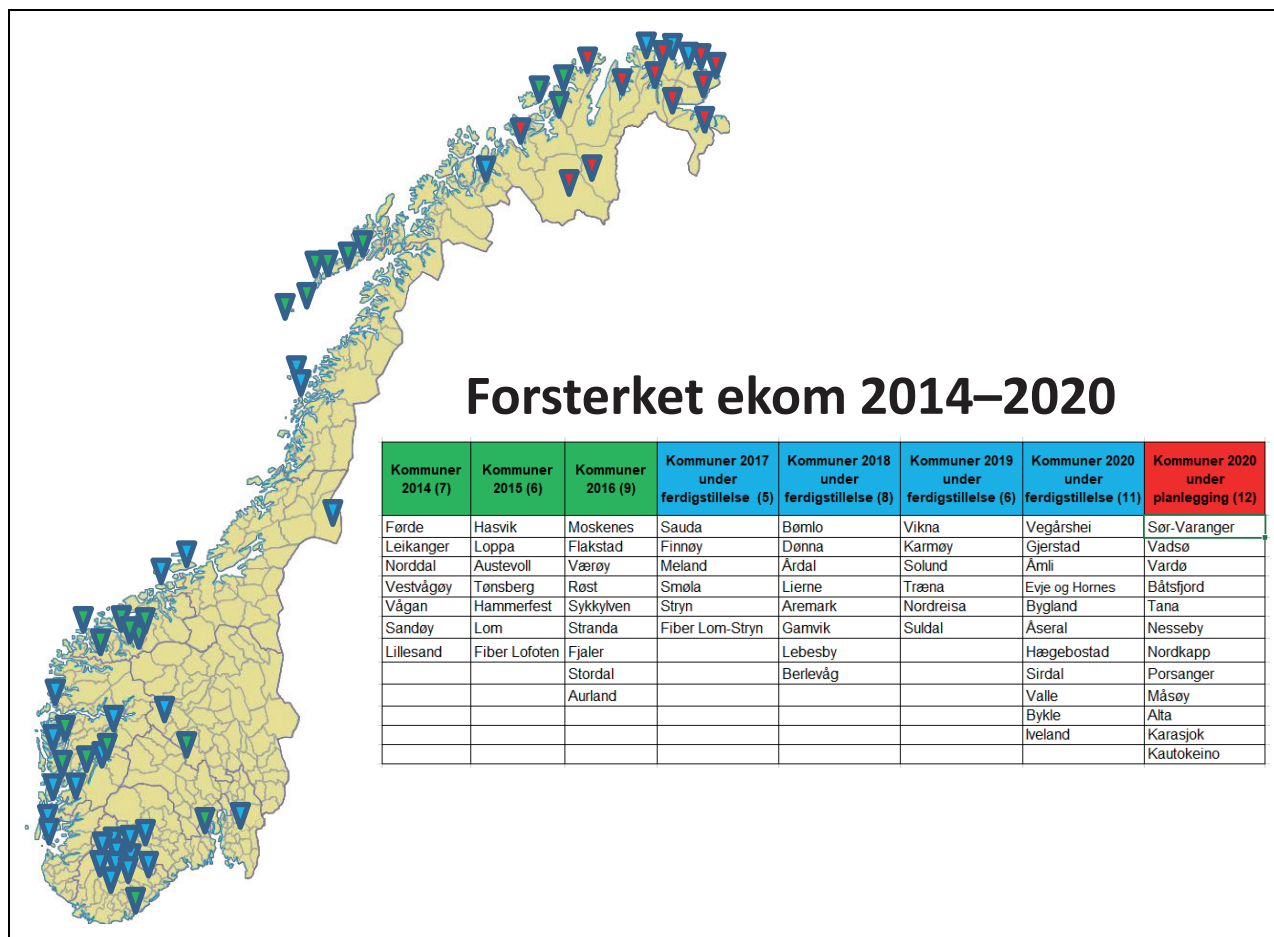 Forsterket ekom 2014–2020
Kommuner 2014 (7) Kommuner 2015 (6) Kommuner 2016 (9) Kommuner 2017 under ferdigstillelse (5) Kommuner 2018 under ferdigstillelse (8) Kommuner 2019 under ferdigstillelse (6) Kommuner 2020 under ferdigstillelse (11) Kommuner 2020 under planlegging (12)
Førde Hasvik Moskenes Sauda Bømlo Vikna Vegårshei Sør-Varanger
Leikanger Loppa Flakstad Finnøy Dønna Karmøy Gjerstad Vadsø
Norddal Austevoll Værøy Meland Årdal Solund Åmli Vardø
Vestvågøy Tønsberg Røst Smøla Lierne Træna Evje og Hornes Båtsfjord
Vågan Hammerfest Sykkylven Stryn Aremark Nordreisa Bygland Tana
Sandøy Lom Stranda Fiber Lom-Stryn Gamvik Suldal Åseral Nesseby
Lillesand Fiber Lofoten Fjaler Lebesby Hægebostad Nordkapp
Stordal Berlevåg Sirdal Porsanger
Aurland Valle Måsøy
Bykle Alta
Iveland Karasjok
Kautokeino